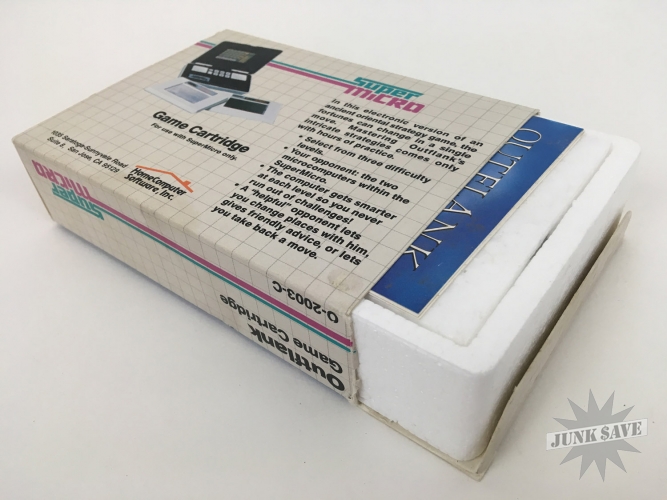 super
MICRO
Game Cartridge
For use with SuperMicro only.
In this electronic version of an
ancient oriental strategy game, the
fortunes can change in a single
move. Mastering Outflank's
intricate strategies comes only
with hours of practice.
• Select from three difficulty
levels.
• Your opponent: the two
microcomputers within the
SuperMicro.
• The computer gets smarter
at each level so you never
run out of challenges!
• A "helpful" opponent lets
you change places with him,
gives friendly advice, or lets
you take back a move.
HomeComputer
Software, Inc.
San Jose, CA 95129
super
MICRO
O-2003-C
Outflank
Game Cartridge
OUTFLANK
JUNK $AVE